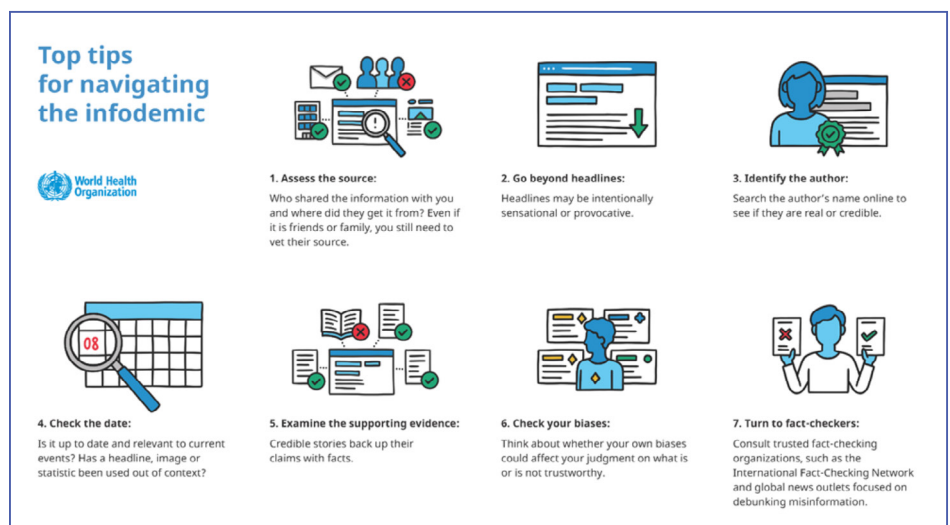 Top tips
for navigating
the infodemic
World Health
Organization
1. Assess the source:
Who shared the information with you
and where did they get it from? Even if
it is friends or family, you still need to
vet their source.
2. Go beyond headlines:
Headlines may be intentionally
sensational or provocative.
3. Identify the author:
Search the author's name online to
see if they are real or credible.
08
4. Check the date:
Is it up to date and relevant to current
events? Has a headline, image or
statistic been used out of context?
5. Examine the supporting evidence:
Credible stories back up their
claims with facts.
6. Check your biases:
Think about whether your own biases
could affect your judgment on what is
or is not trustworthy.
7. Turn to fact-checkers:
Consult trusted fact-checking
organizations, such as the
International Fact-Checking Network
and global news outlets focused on
debunking misinformation.